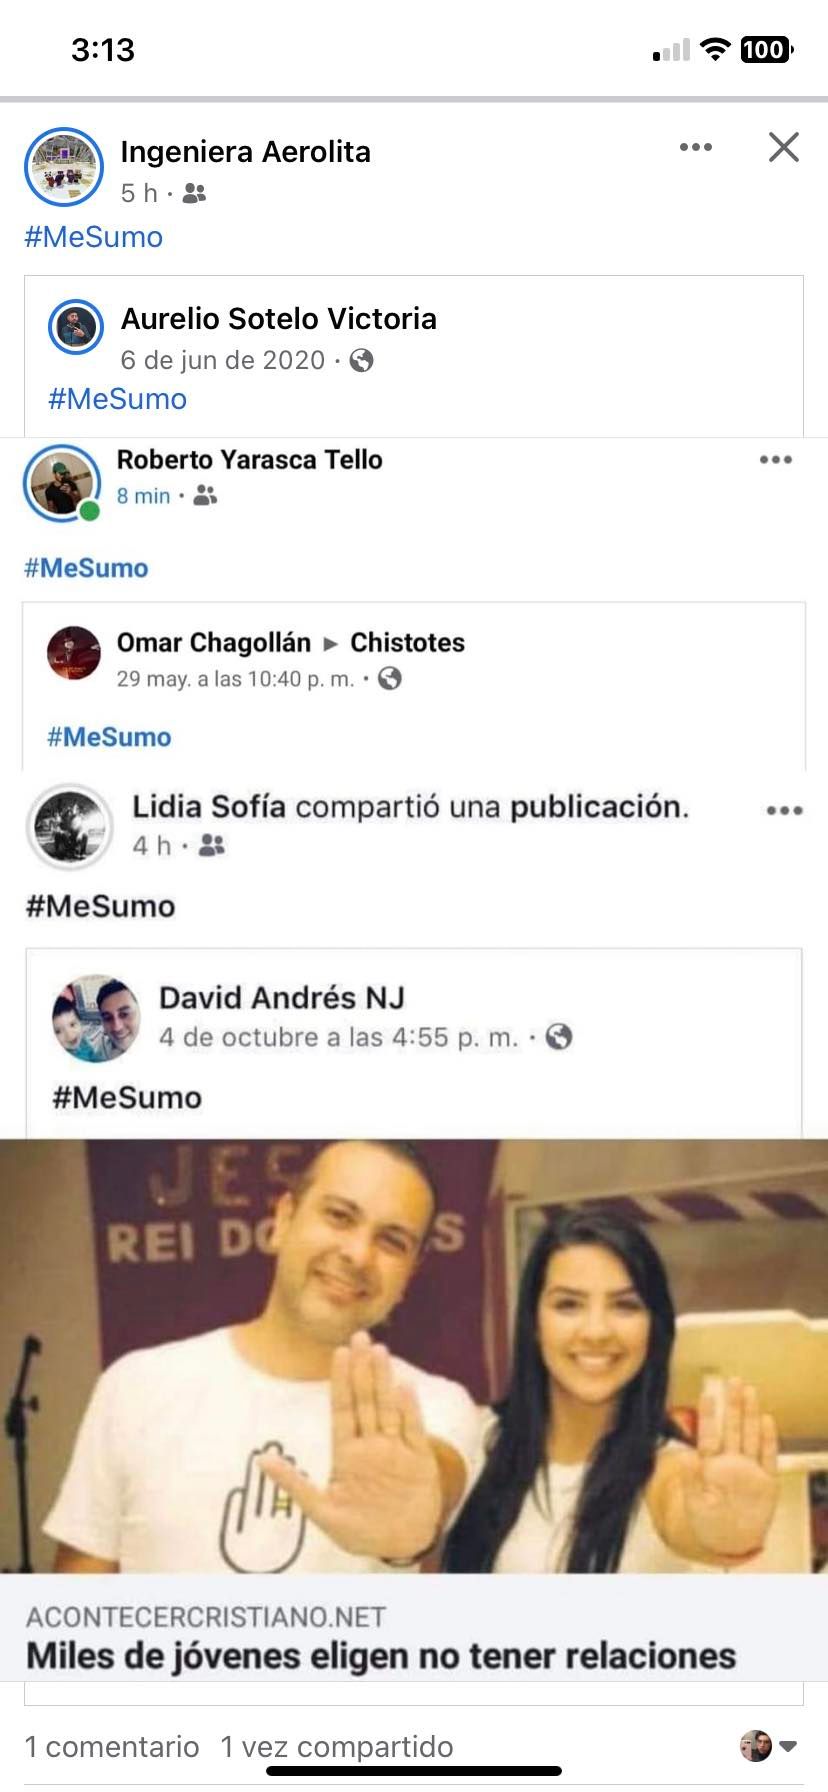 3:13
100
Ingeniera Aerolita
5 h ·
#MeSumo
Aurelio Sotelo Victoria
6 de jun de 2020 ·
#MeSumo
Roberto Yarasca Tello
8 min ·
#MeSumo
Omar Chagollán ▸ Chistotes
29 may. a las 10:40 p. m. ·
#MeSumo
Lidia Sofía compartió una publicación.
4 h ·
#MeSumo
David Andrés NJ
4 de octubre a las 4:55 p. m. ·
#MeSumo
JES
REI DO S
ACONTECERCRISTIANO.NET
Miles de jóvenes eligen no tener relaciones
1 comentario 1 vez compartido